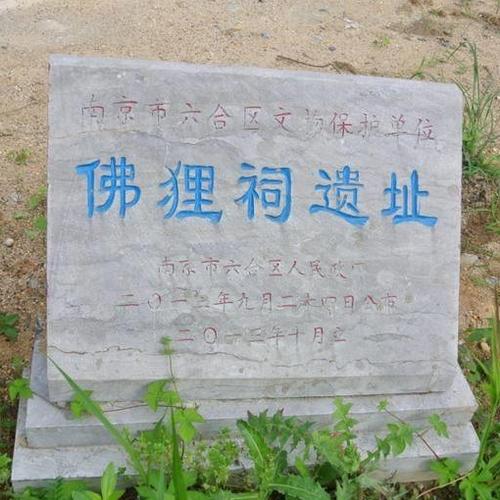 南京市六合区文物保护单位
佛狸祠遗址
南京市六合区人民政府
二〇一三年九月二十四日公布
二〇一三年十月立